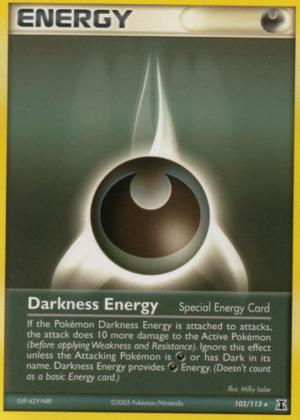 ENERGY
Darkness Energy Special Energy Card
If the Pokémon Darkness Energy is attached to attacks,
the attack does 10 more damage to the Active Pokémon
(before applying Weakness and Resistance). Ignore this effect
unless the Attacking Pokémon is or has Dark in its
name. Darkness Energy provides Energy. (Doesn't count
as a basic Energy card.)
Illus. Milky Isobe
©2005 Pokémon/Nintendo 103/113